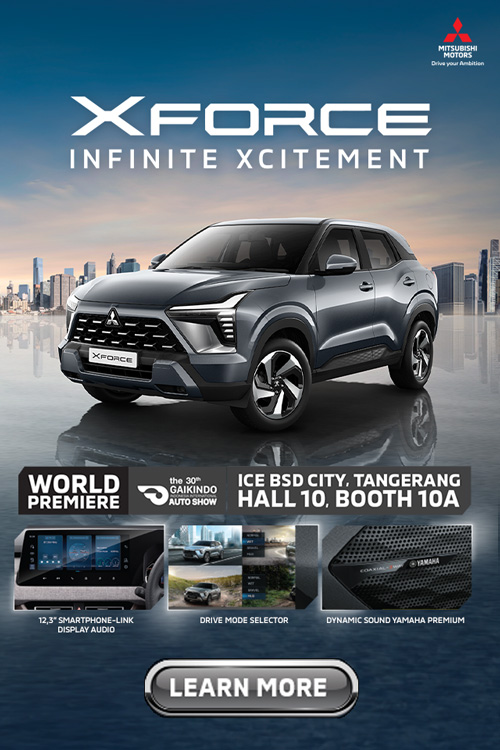 MITSUBISHI
MOTORS
Drive your Ambition
XFORCE
INFINITE XCITEMENT
XFORCE
WORLD
PREMIERE
the 30th
GAIKINDO
AUTO SHOW
ICE BSD CITY, TANGERANG
HALL 10, BOOTH 10A
YAMAHA
12,3" SMARTPHONE-LINK
DISPLAY AUDIO
DRIVE MODE SELECTOR
DYNAMIC SOUND YAMAHA PREMIUM
LEARN MORE